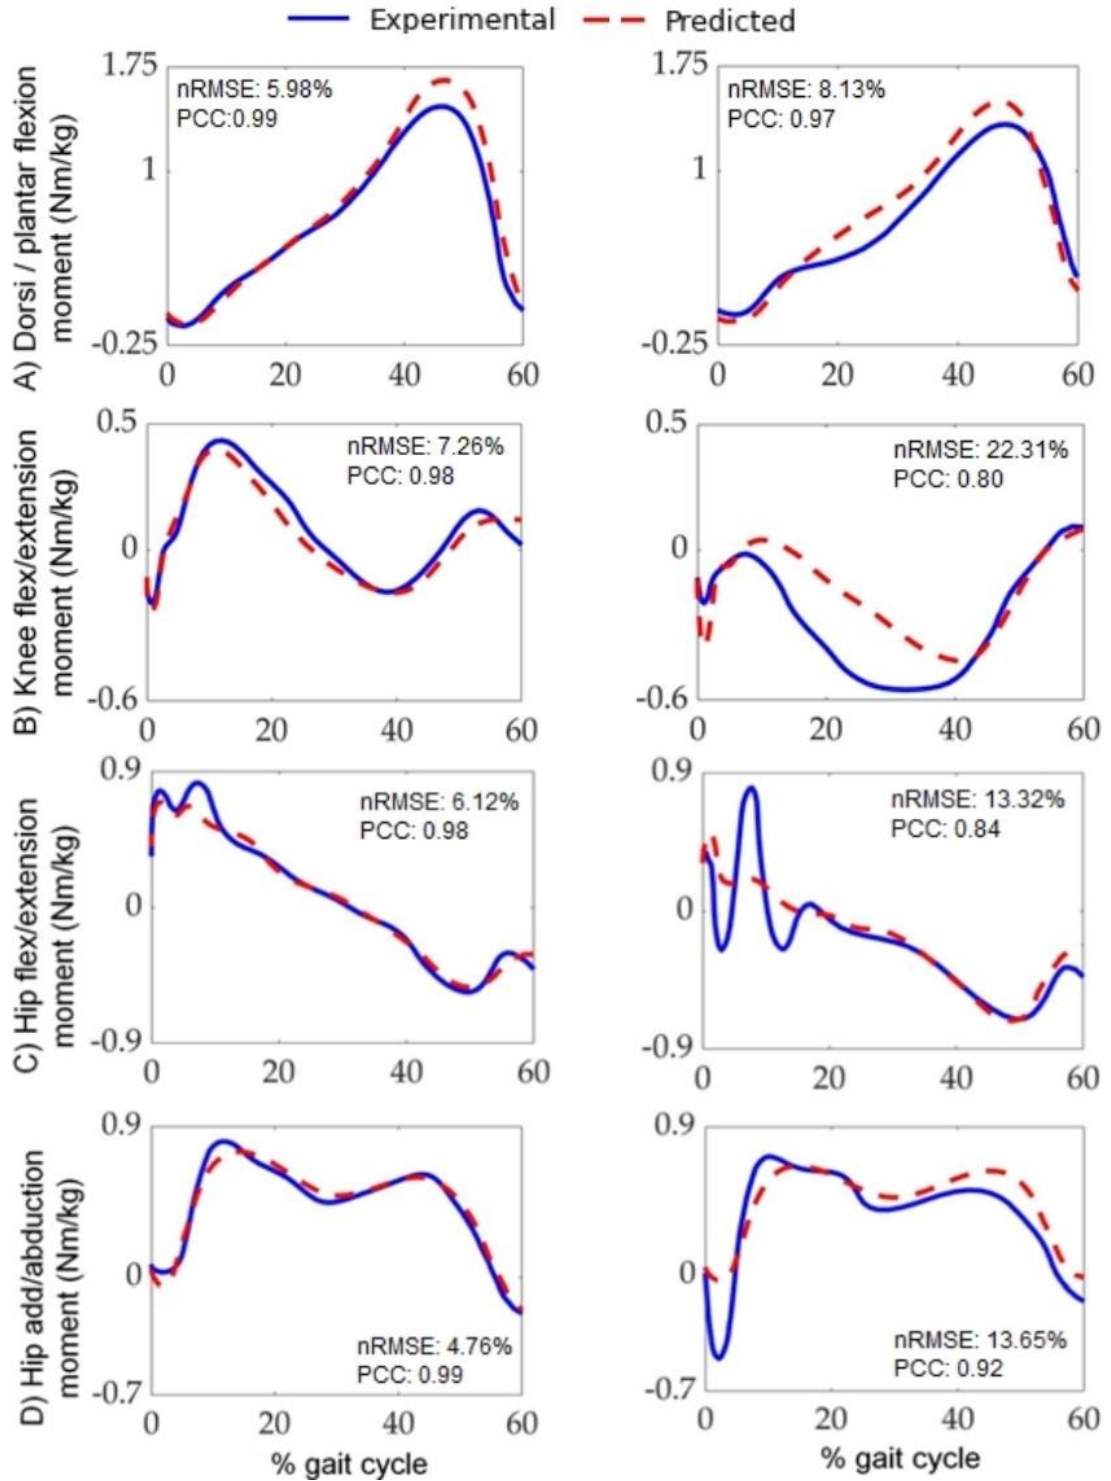 Experimental Predicted
A) Dorsi / plantar flexion
moment (Nm/kg)
1.75
1
-0.25
nRMSE: 5.98%
PCC:0.99
0 20 40 60
1.75
1
-0.25
nRMSE: 8.13%
PCC: 0.97
0 20 40 60
B) Knee flex/extension
moment (Nm/kg)
0.5
0
-0.6
nRMSE: 7.26%
PCC: 0.98
0 20 40 60
0.5
0
-0.6
nRMSE: 22.31%
PCC: 0.80
0 20 40 60
C) Hip flex/extension
moment (Nm/kg)
0.9
0
-0.9
nRMSE: 6.12%
PCC: 0.98
0 20 40 60
0.9
0
-0.9
nRMSE: 13.32%
PCC: 0.84
0 20 40 60
D) Hip add/abduction
moment (Nm/kg)
0.9
0
-0.7
nRMSE: 4.76%
PCC: 0.99
0 20 40 60
% gait cycle
0.9
0
-0.7
nRMSE: 13.65%
PCC: 0.92
0 20 40 60
% gait cycle